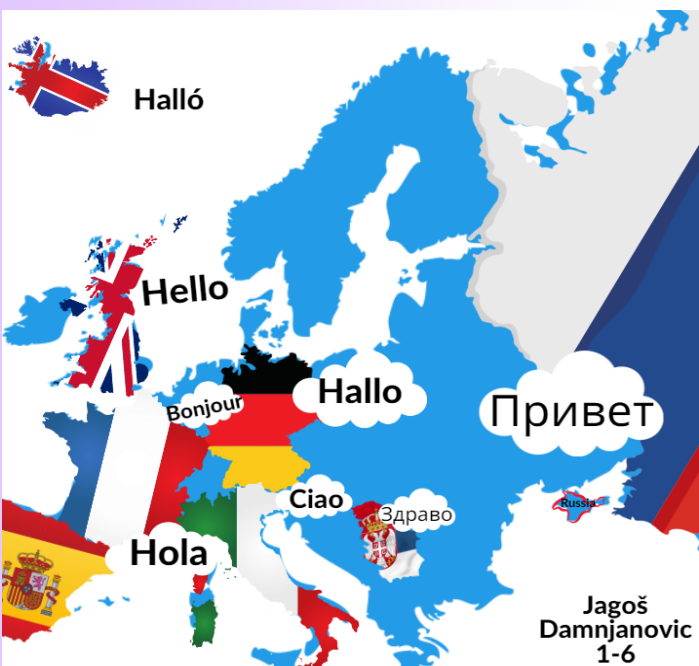 Halló
Hello
Bonjour
Hallo
Привет
Ciao
Здраво
Russia
Hola
Jagoš
Damnjanovic
1-6